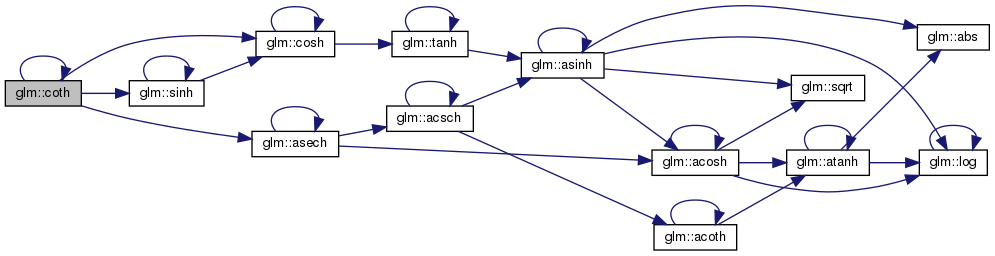 glm::coth
glm::sinh
glm::cosh
glm::asech
glm::tanh
glm::acsch
glm::asinh
glm::acosh
glm::acoth
glm::sqrt
glm::atanh
glm::abs
glm::log